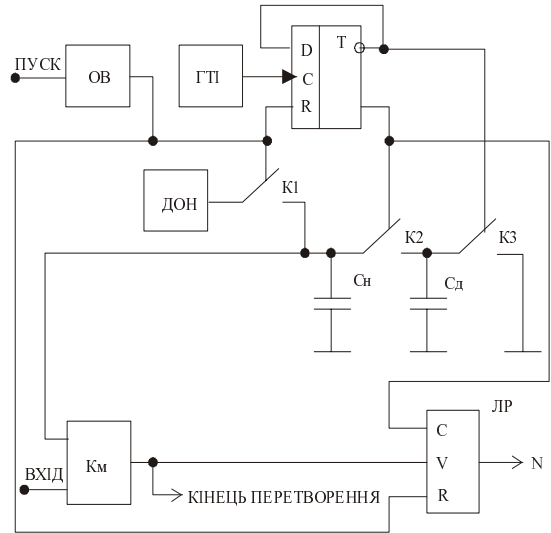 ПУСК
ОВ
ГТІ
D
T
C
R
ДОН
К1
К2
К3
Сн
Сд
ЛР
Км
C
V
R
N
ВХІД
КІНЕЦЬ ПЕРЕТВОРЕННЯ